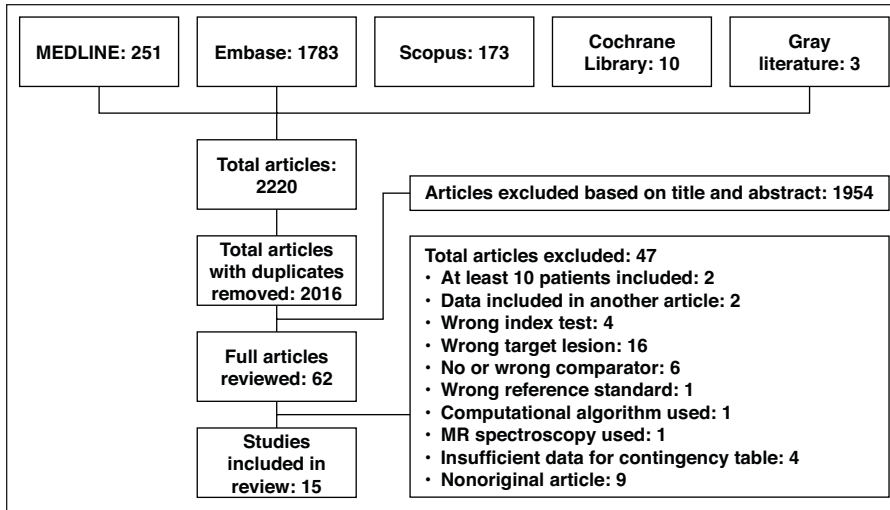 MEDLINE: 251
Embase: 1783
Scopus: 173
Cochrane
Library: 10
Gray
literature: 3
Total articles:
2220
Articles excluded based on title and abstract: 1954
Total articles
with duplicates
removed: 2016
Total articles excluded: 47
• At least 10 patients included: 2
• Data included in another article: 2
• Wrong index test: 4
• Wrong target lesion: 16
• No or wrong comparator: 6
• Wrong reference standard: 1
• Computational algorithm used: 1
• MR spectroscopy used: 1
• Insufficient data for contingency table: 4
• Nonoriginal article: 9
Full articles
reviewed: 62
Studies
included in
review: 15